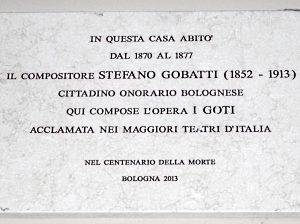 IN QUESTA CASA ABITO'
DAL 1870 AL 1877
IL COMPOSITORE STEFANO GOBATTI (1852 - 1913)
CITTADINO ONORARIO BOLOGNESE
QUI COMPOSE L'OPERA I GOTI
ACCLAMATA NEI MAGGIORI TEATRI D'ITALIA
NEL CENTENARIO DELLA MORTE
BOLOGNA 2013